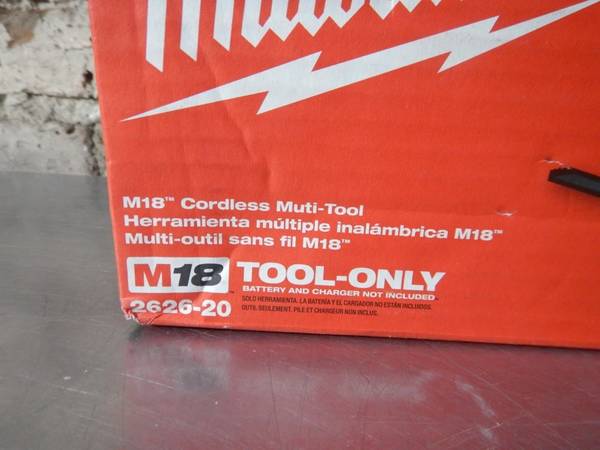 Milwaukee
M18™ Cordless Muti-Tool
Herramienta múltiple inalámbrica M18™
Multi-outil sans fil M18™
M18™ TOOL-ONLY
BATTERY AND CHARGER NOT INCLUDED
2626-20
SOLO HERRAMIENTA. LA BATERÍA Y EL CARGADOR NO ESTÁN INCLUIDOS.
OUTIL SEULEMENT. PILE ET CHARGEUR NON INCLUS.